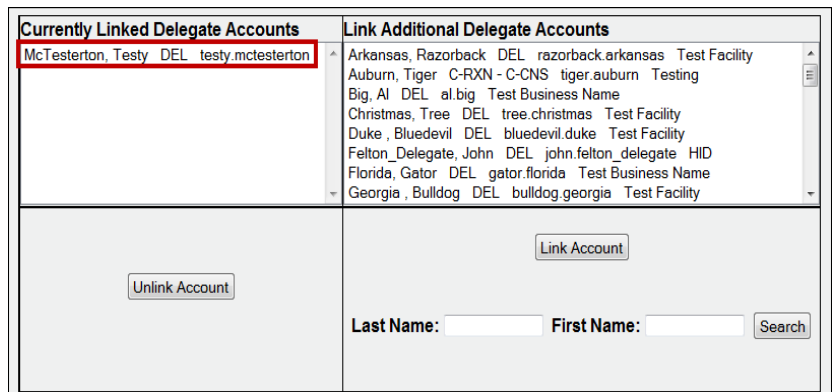 Currently Linked Delegate Accounts
McTesterton, Testy DEL testy.mctesterton
Link Additional Delegate Accounts
Arkansas, Razorback DEL razorback.arkansas Test Facility
Auburn, Tiger C-RXN - C-CNS tiger.auburn Testing
Big, Al DEL al.big Test Business Name
Christmas, Tree DEL tree.christmas Test Facility
Duke , Bluedevil DEL bluedevil.duke Test Facility
Felton_Delegate, John DEL john.felton_delegate HID
Florida, Gator DEL gator.florida Test Business Name
Georgia , Bulldog DEL bulldog.georgia Test Facility
Unlink Account
Link Account
Last Name: First Name: Search